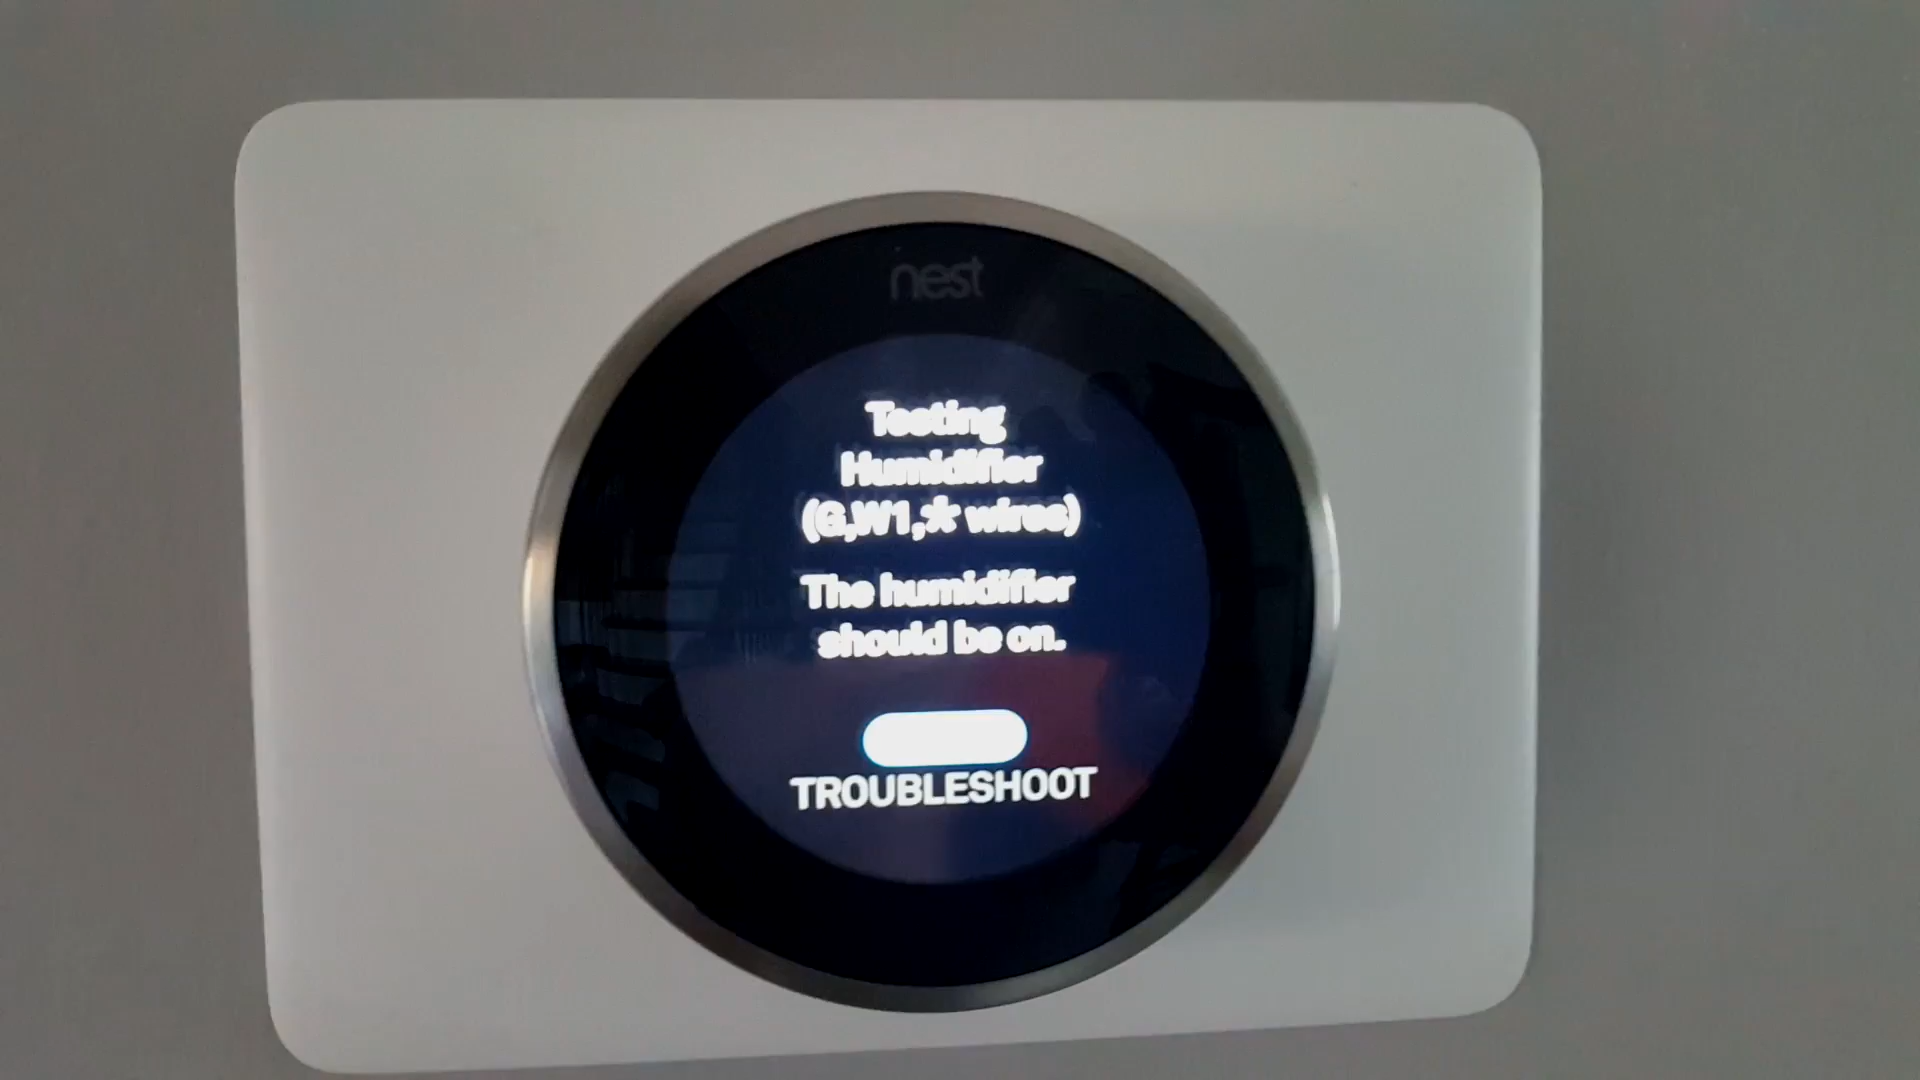 nest
Testing
Humidifier
(G,W1,* wires)
The humidifier
should be on.
TROUBLESHOOT